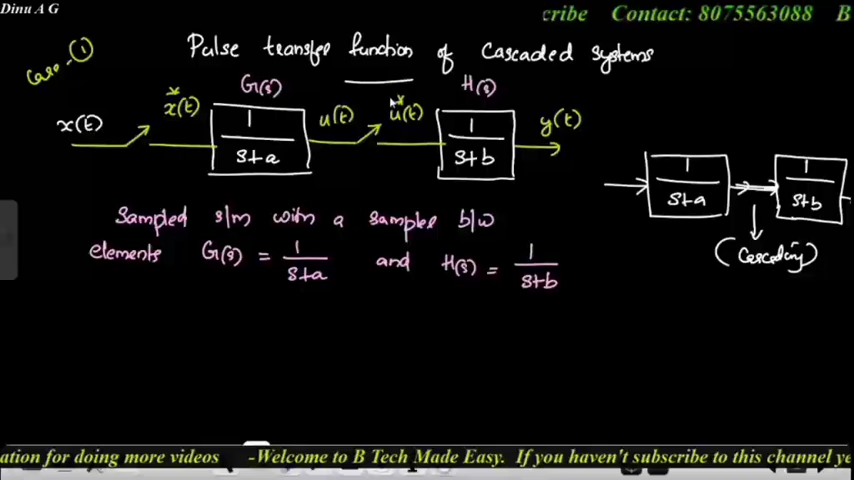 Dinu A G
cribe Contact: 8075563088 B
Pulse transfer function of Cascaded systems
Case-①
G(s) H(s)
x(t) x*(t) 1/s+a u(t) u*(t) 1/s+b y(t)
1/s+a 1/s+b
(Cascading)
Sampled s/m with a sampler b/w
elements G(s) = 1/s+a and H(s) = 1/s+b
ation for doing more videos -Welcome to B Tech Made Easy. If you haven't subscribe to this channel ye